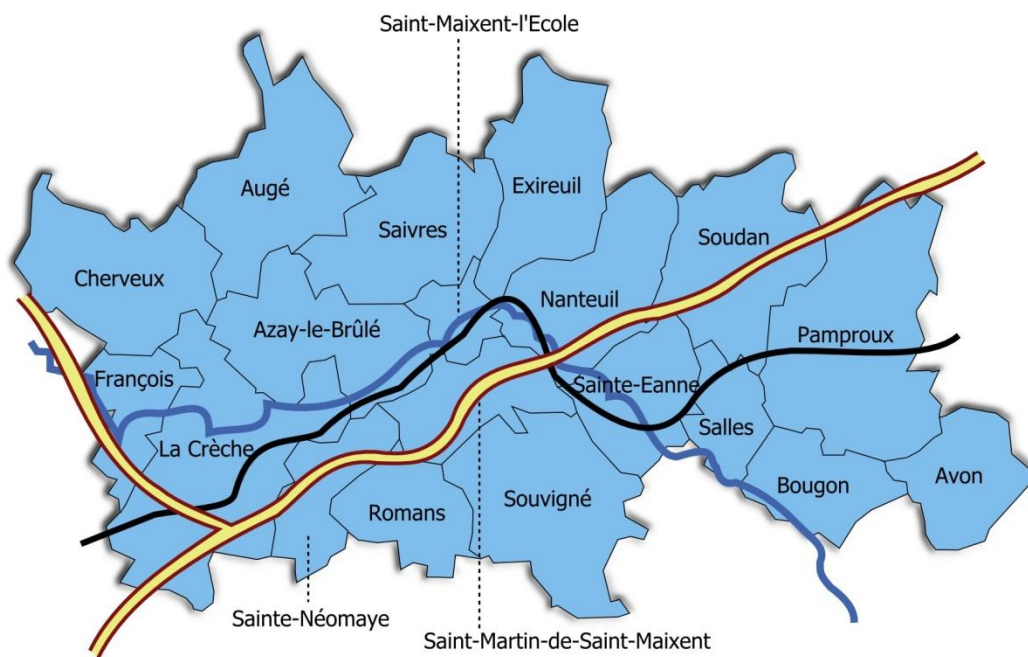 Saint-Maixent-l'Ecole
Augé
Exireuil
Saivres
Soudan
Cherveux
Nanteuil
Azay-le-Brûlé
Pamproux
François
Sainte-Eanne
Salles
La Crèche
Bougon
Avon
Souvigné
Romans
Sainte-Néomaye
Saint-Martin-de-Saint-Maixent